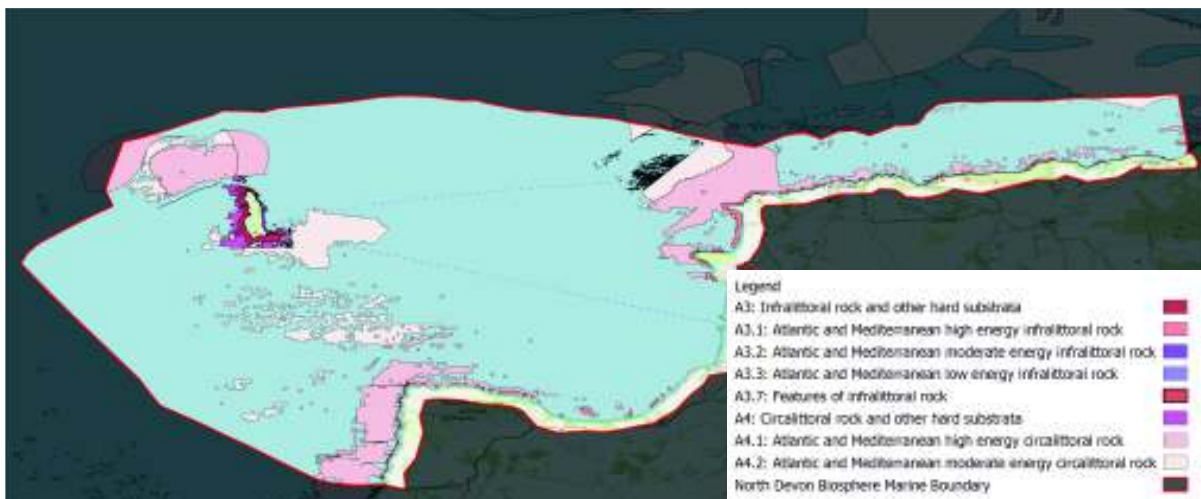 Legend
A3: Infralittoral rock and other hard substrata
A3.1: Atlantic and Mediterranean high energy infralittoral rock
A3.2: Atlantic and Mediterranean moderate energy infralittoral rock
A3.3: Atlantic and Mediterranean low energy infralittoral rock
A3.7: Features of infralittoral rock
A4: Circalittoral rock and other hard substrata
A4.1: Atlantic and Mediterranean high energy circalittoral rock
A4.2: Atlantic and Mediterranean moderate energy circalittoral rock
North Devon Biosphere Marine Boundary